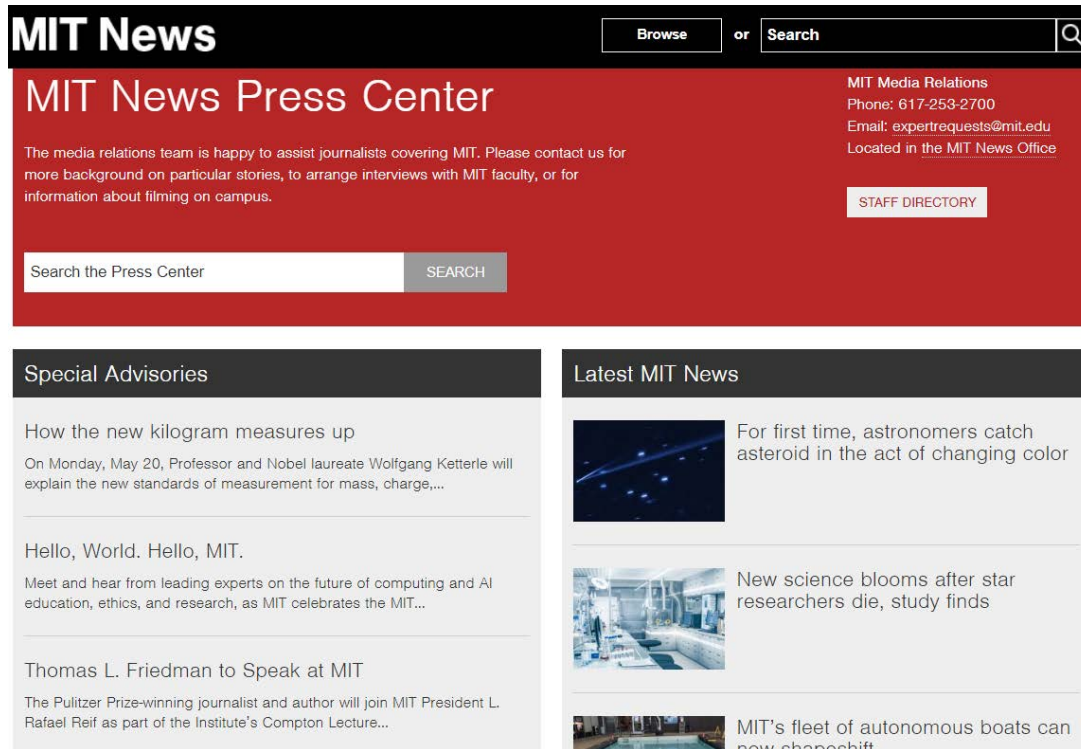 MIT News
Browse
or
Search
MIT News Press Center
The media relations team is happy to assist journalists covering MIT. Please contact us for
more background on particular stories, to arrange interviews with MIT faculty, or for
information about filming on campus.
MIT Media Relations
Phone: 617-253-2700
Email: expertrequests@mit.edu
Located in the MIT News Office
STAFF DIRECTORY
Search the Press Center
SEARCH
Special Advisories
How the new kilogram measures up
On Monday, May 20, Professor and Nobel laureate Wolfgang Ketterle will
explain the new standards of measurement for mass, charge,...
Hello, World. Hello, MIT.
Meet and hear from leading experts on the future of computing and AI
education, ethics, and research, as MIT celebrates the MIT...
Thomas L. Friedman to Speak at MIT
The Pulitzer Prize-winning journalist and author will join MIT President L.
Rafael Reif as part of the Institute's Compton Lecture...
Latest MIT News
For first time, astronomers catch
asteroid in the act of changing color
New science blooms after star
researchers die, study finds
MIT's fleet of autonomous boats can
now shapeshift